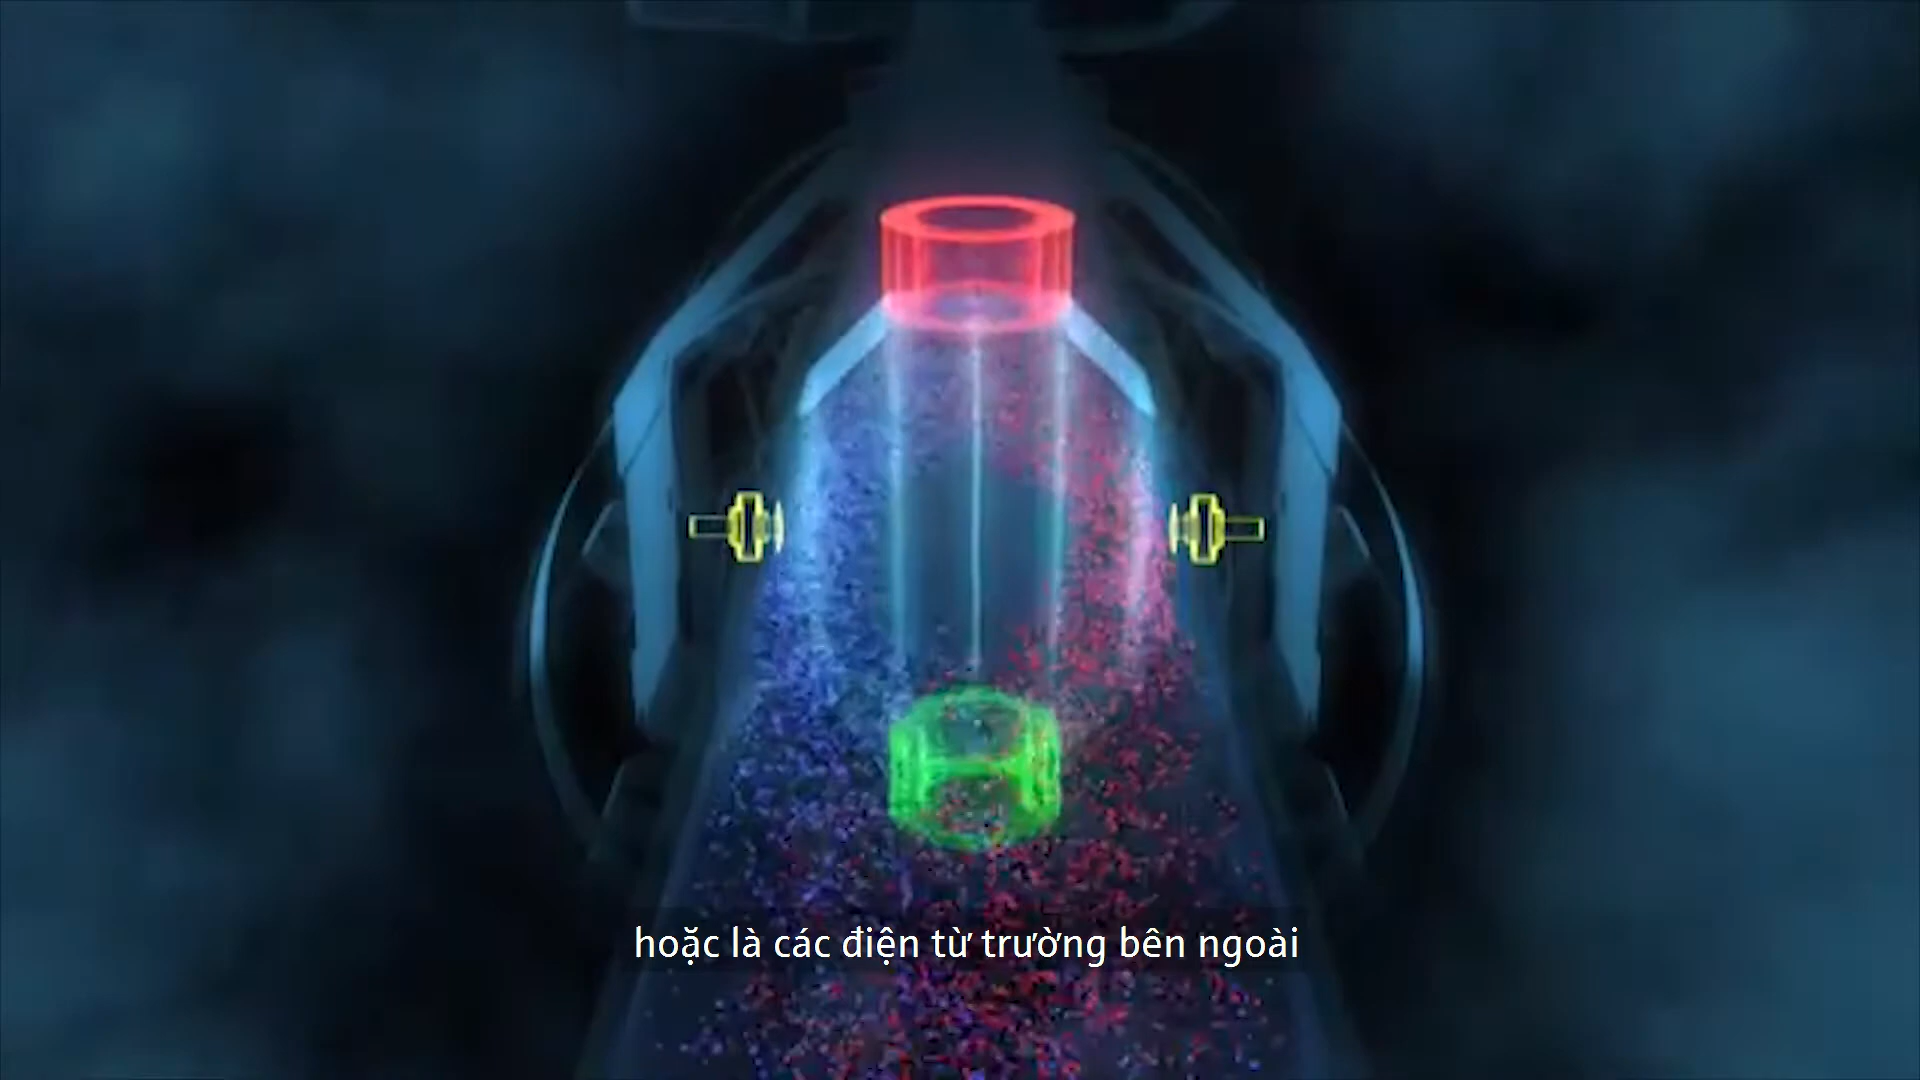 hoặc là các điện từ trường bên ngoài